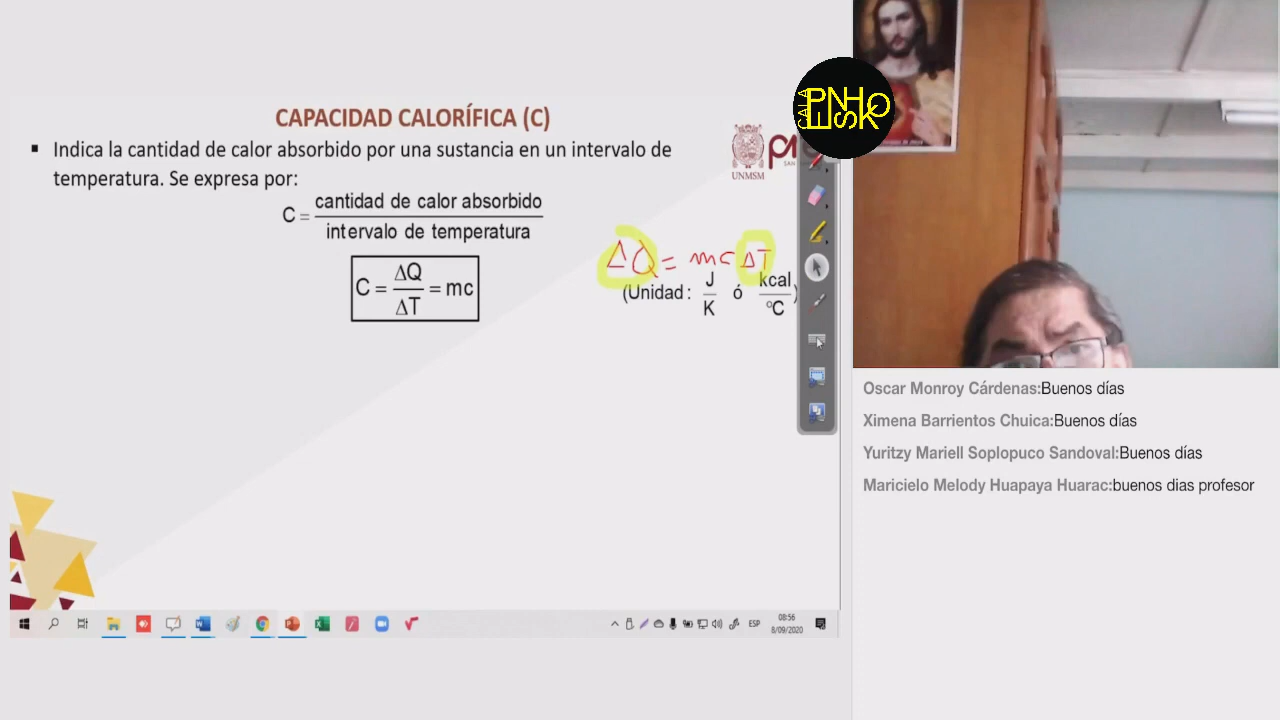 CAPACIDAD CALORÍFICA (C)
▪ Indica la cantidad de calor absorbido por una sustancia en un intervalo de
temperatura. Se expresa por:
C = cantidad de calor absorbido
intervalo de temperatura
C = ΔQ/ΔT = mc
ΔQ = mc ΔT
(Unidad: J/K ó kcal/°C)
UNMSM
CALA
PNHO
ESK
Oscar Monroy Cárdenas:Buenos días
Ximena Barrientos Chuica:Buenos días
Yuritzy Mariell Soplopuco Sandoval:Buenos días
Maricielo Melody Huapaya Huarac:buenos dias profesor
ESP
08:56
8/09/2020